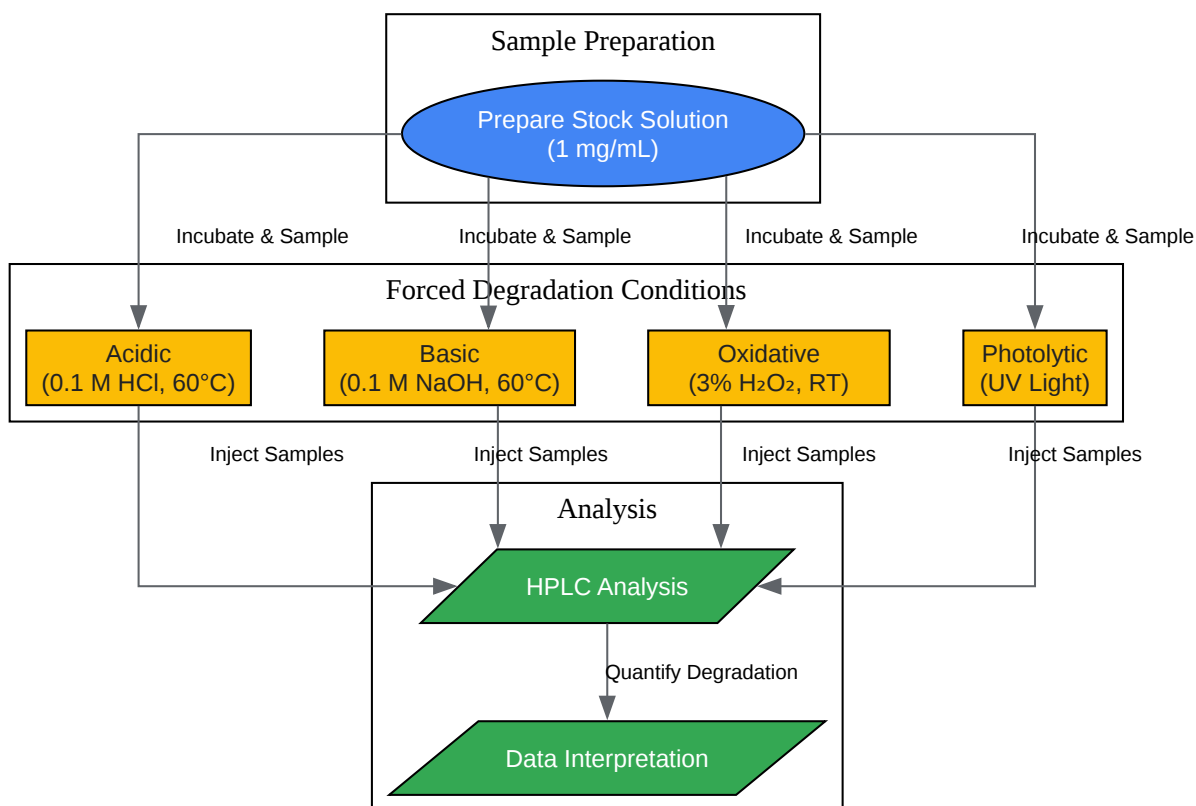 Sample Preparation
Prepare Stock Solution
(1 mg/mL)
Incubate & Sample
Incubate & Sample
Incubate & Sample
Incubate & Sample
Forced Degradation Conditions
Acidic
(0.1 M HCl, 60°C)
Basic
(0.1 M NaOH, 60°C)
Oxidative
(3% H₂O₂, RT)
Photolytic
(UV Light)
Inject Samples
Inject Samples
Inject Samples
Inject Samples
Analysis
HPLC Analysis
Quantify Degradation
Data Interpretation